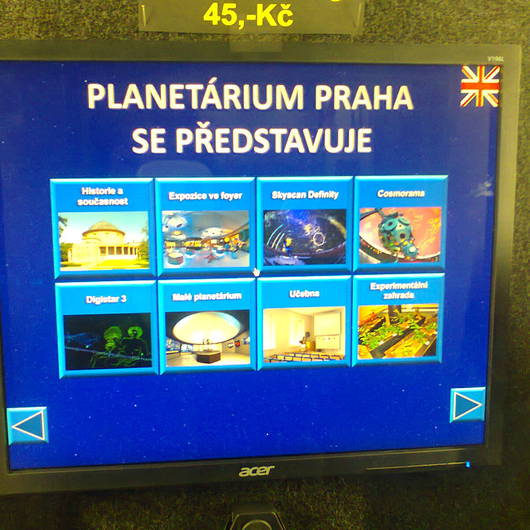 45,-Kč
V196L
PLANETÁRIUM PRAHA
SE PŘEDSTAVUJE
Historie a
současnost
Expozice ve foyer
Skyscan Definity
Cosmorama
Digistar 3
Malé planetárium
Učebna
Experimentální
zahrada
acer